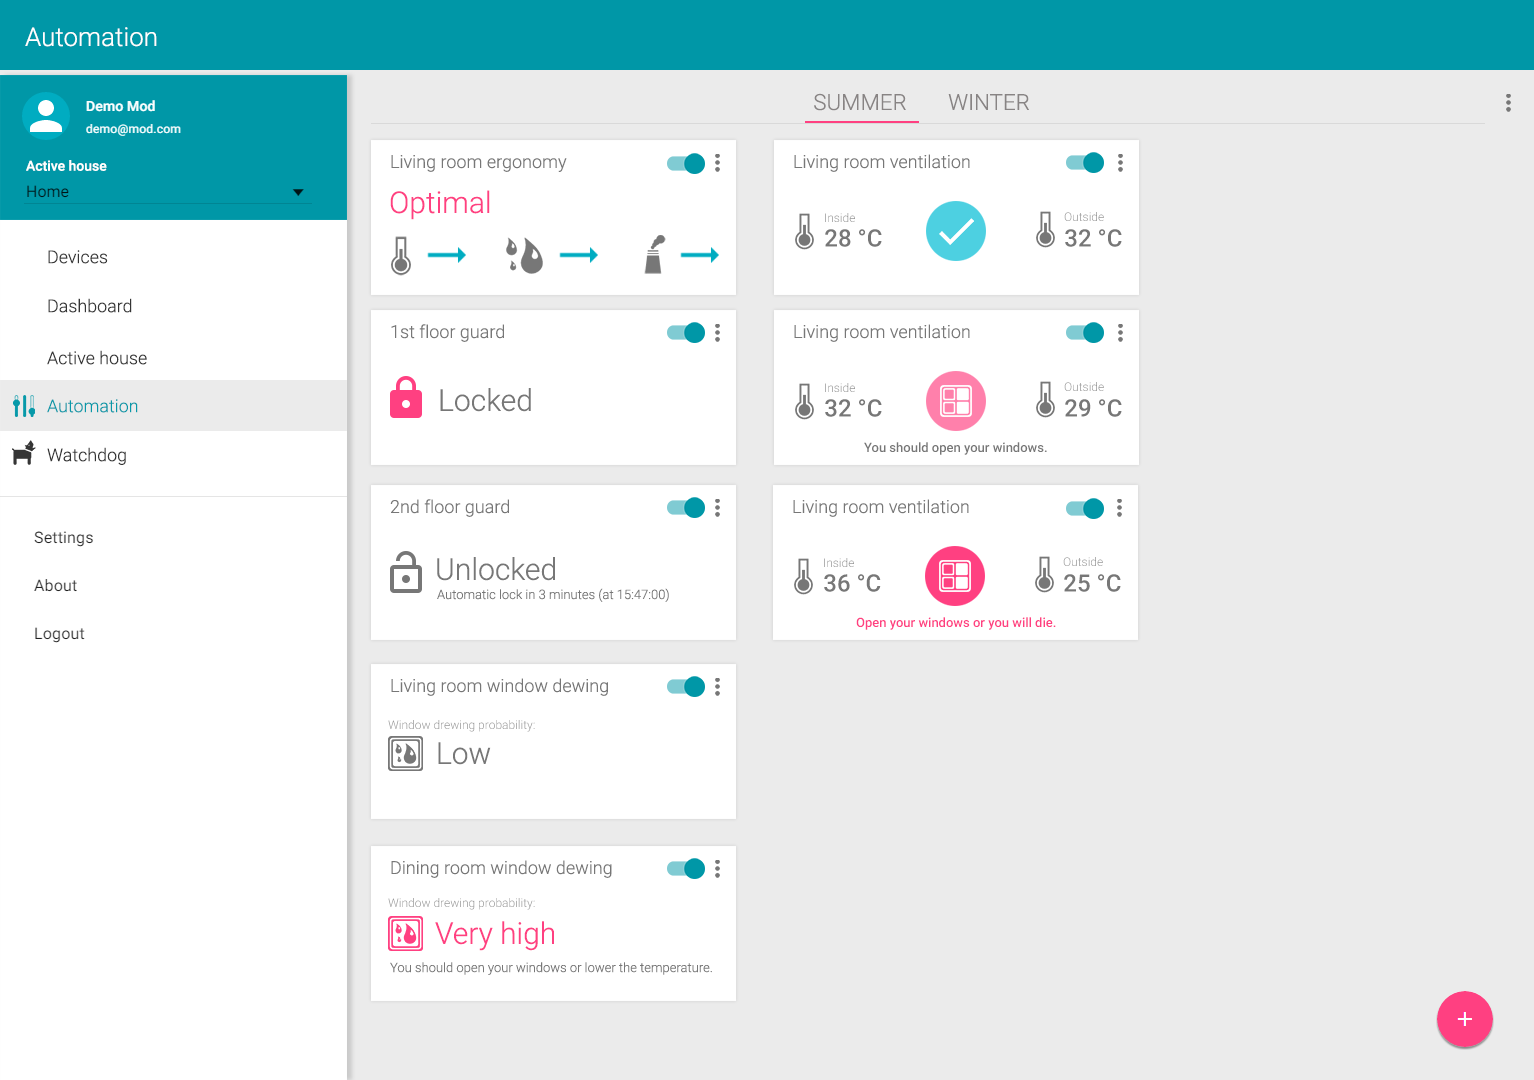 Automation
Demo Mod
demo@mod.com
Active house
Home
Devices
Dashboard
Active house
Automation
Watchdog
Settings
About
Logout
SUMMER WINTER
Living room ergonomy
Optimal
1st floor guard
Locked
2nd floor guard
Unlocked
Automatic lock in 3 minutes (at 15:47:00)
Living room window dewing
Window drewing probability:
Low
Dining room window dewing
Window drewing probability:
Very high
You should open your windows or lower the temperature.
Living room ventilation
Inside
28 °C
Outside
32 °C
Living room ventilation
Inside
32 °C
Outside
29 °C
You should open your windows.
Living room ventilation
Inside
36 °C
Outside
25 °C
Open your windows or you will die.